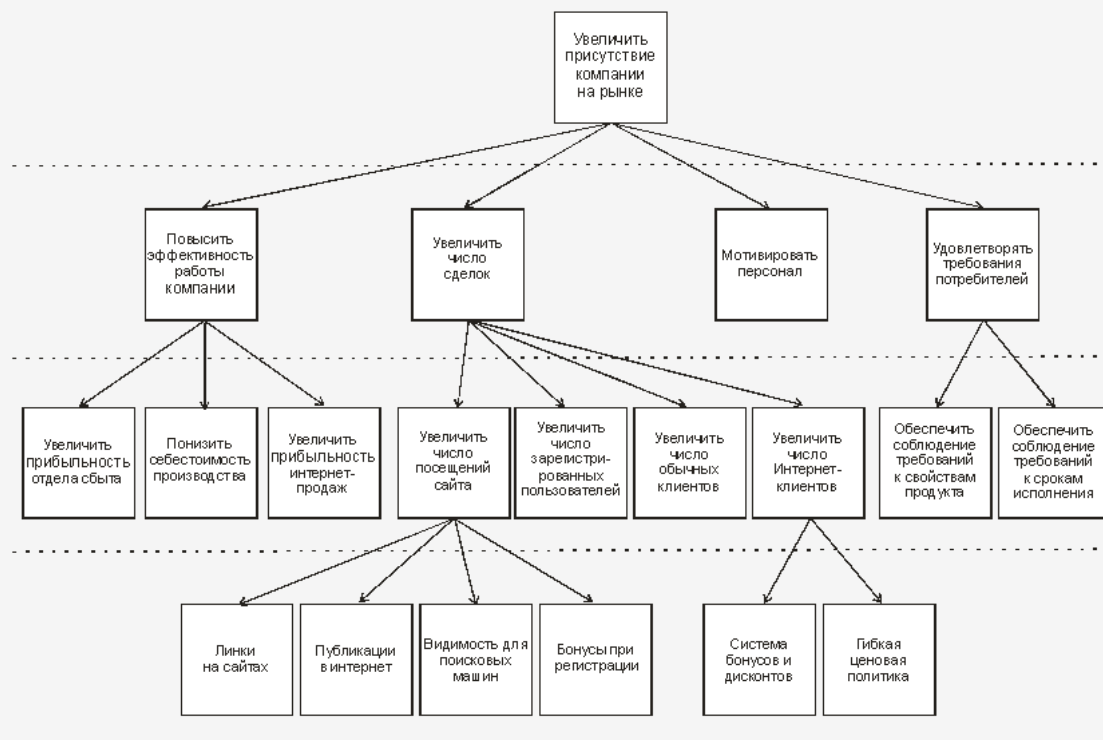 Увеличить
присутствие
компании
на рынке
Повысить
эффективность
работы
компании
Увеличить
число
сделок
Мотивировать
персонал
Удовлетворять
требования
потребителей
Увеличить
прибыльность
отдела сбыта
Понизить
себестоимость
производства
Увеличить
прибыльность
интернет-
продаж
Увеличить
число
посещений
сайта
Увеличить
число
зарегистри-
рованных
пользователей
Увеличить
число
обычных
клиентов
Увеличить
число
Интернет-
клиентов
Обеспечить
соблюдение
требований
к свойствам
продукта
Обеспечить
соблюдение
требований
к срокам
исполнения
Линки
на сайтах
Публикации
в интернет
Видимость для
поисковых
машин
Бонусы при
регистрации
Система
бонусов и
дисконтов
Гибкая
ценовая
политика